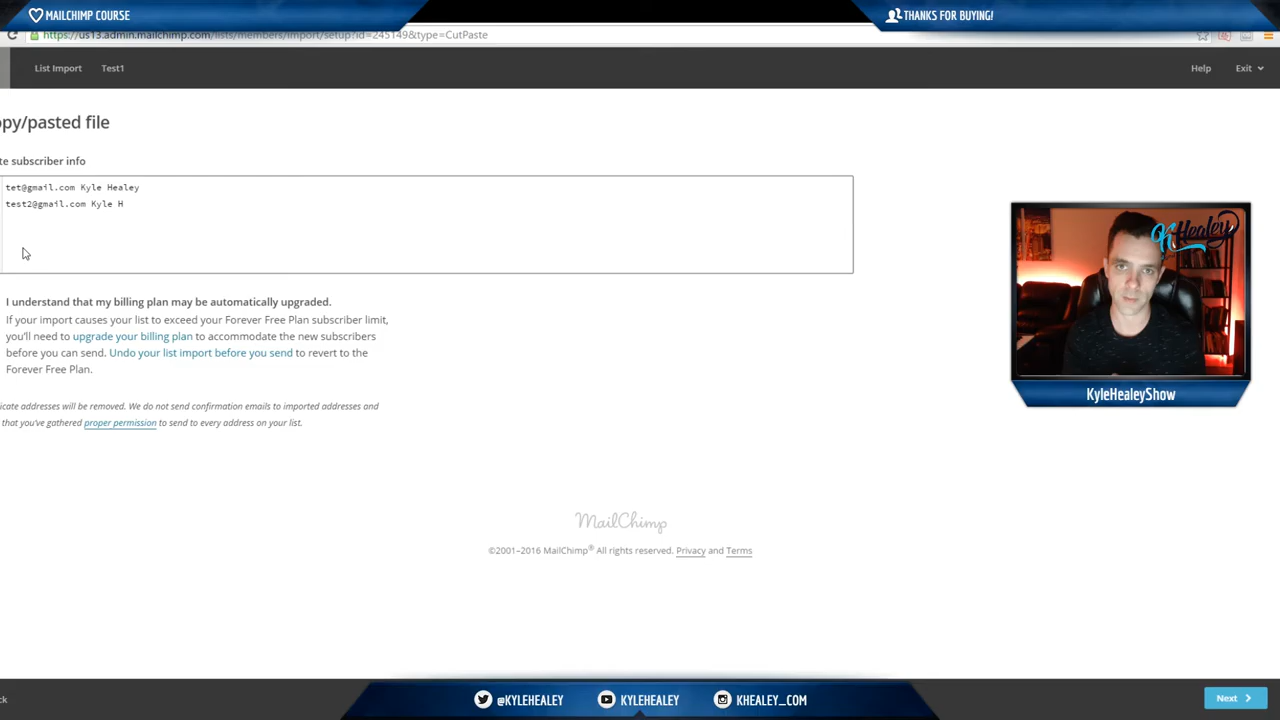 MAILCHIMP COURSE
THANKS FOR BUYING!
https://us13.admin.mailchimp.com/lists/members/import/setup?id=245149&type=CutPaste
List Import Test1 Help Exit
opy/pasted file
te subscriber info
tet@gmail.com Kyle Healey
test2@gmail.com Kyle H
KHealey
I understand that my billing plan may be automatically upgraded.
If your import causes your list to exceed your Forever Free Plan subscriber limit,
you'll need to upgrade your billing plan to accommodate the new subscribers
before you can send. Undo your list import before you send to revert to the
Forever Free Plan.
KyleHealeyShow
icate addresses will be removed. We do not send confirmation emails to imported addresses and
that you've gathered proper permission to send to every address on your list.
MailChimp
©2001–2016 MailChimp® All rights reserved. Privacy and Terms
ck
Next
@KYLEHEALEY KYLEHEALEY KHEALEY_COM